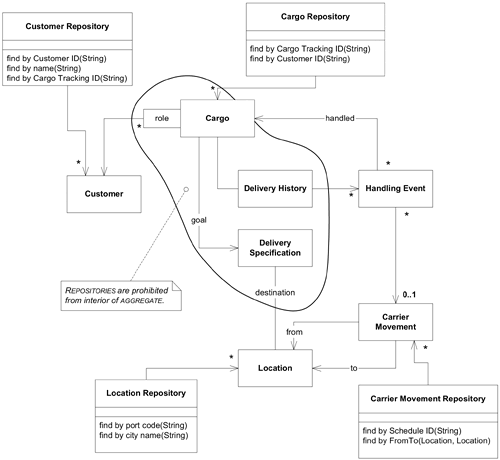 Customer Repository
find by Customer ID(String)
find by name(String)
find by Cargo Tracking ID(String)
Cargo Repository
find by Cargo Tracking ID(String)
find by Customer ID(String)
*
*
role
*
Cargo
handled
*
Customer
Delivery History
*
*
Handling Event
*
goal
Delivery
Specification
REPOSITORIES are prohibited
from interior of AGGREGATE.
destination
0..1
Carrier
Movement
from
*
Location
to
*
Location Repository
find by port code(String)
find by city name(String)
Carrier Movement Repository
find by Schedule ID(String)
find by FromTo(Location, Location)